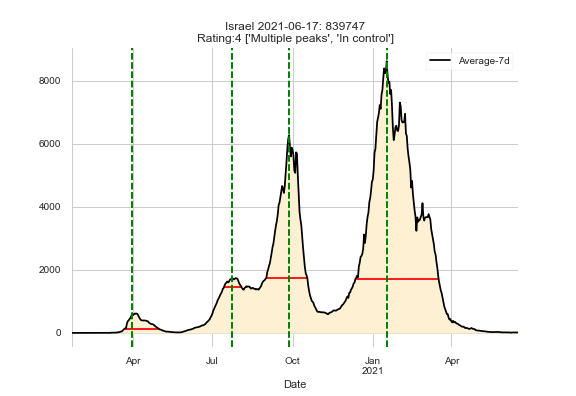 Israel 2021-06-17: 839747
Rating:4 ['Multiple peaks', 'In control']
Average-7d
8000
6000
4000
2000
0
Apr
Jul
Oct
Jan
2021
Apr
Date